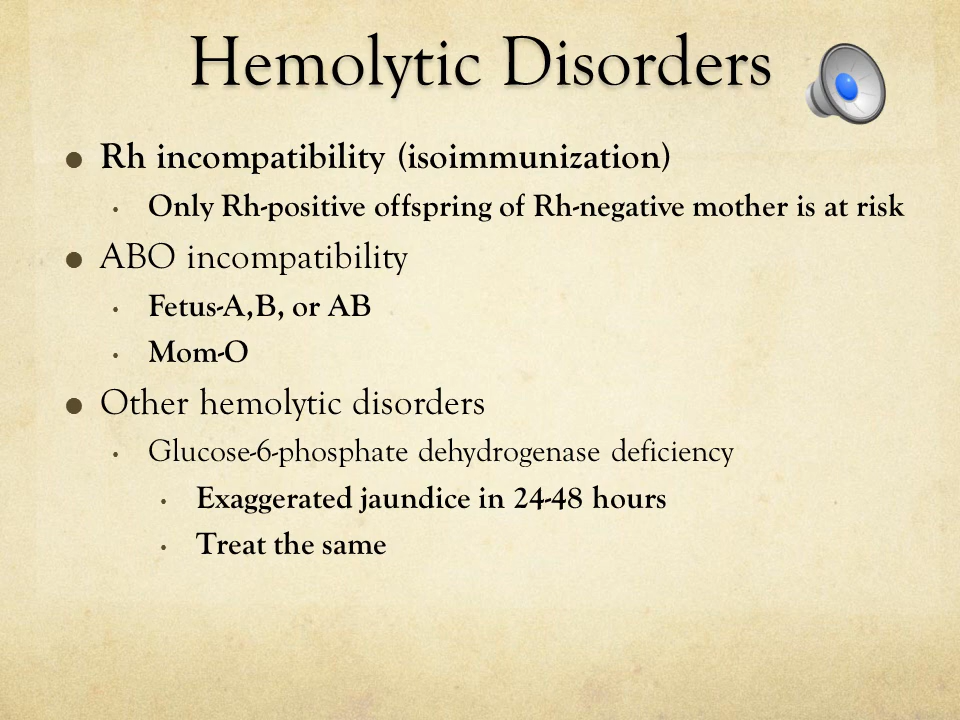 Hemolytic Disorders
Rh incompatibility (isoimmunization)
Only Rh-positive offspring of Rh-negative mother is at risk
ABO incompatibility
Fetus-A,B, or AB
Mom-O
Other hemolytic disorders
Glucose-6-phosphate dehydrogenase deficiency
Exaggerated jaundice in 24-48 hours
Treat the same